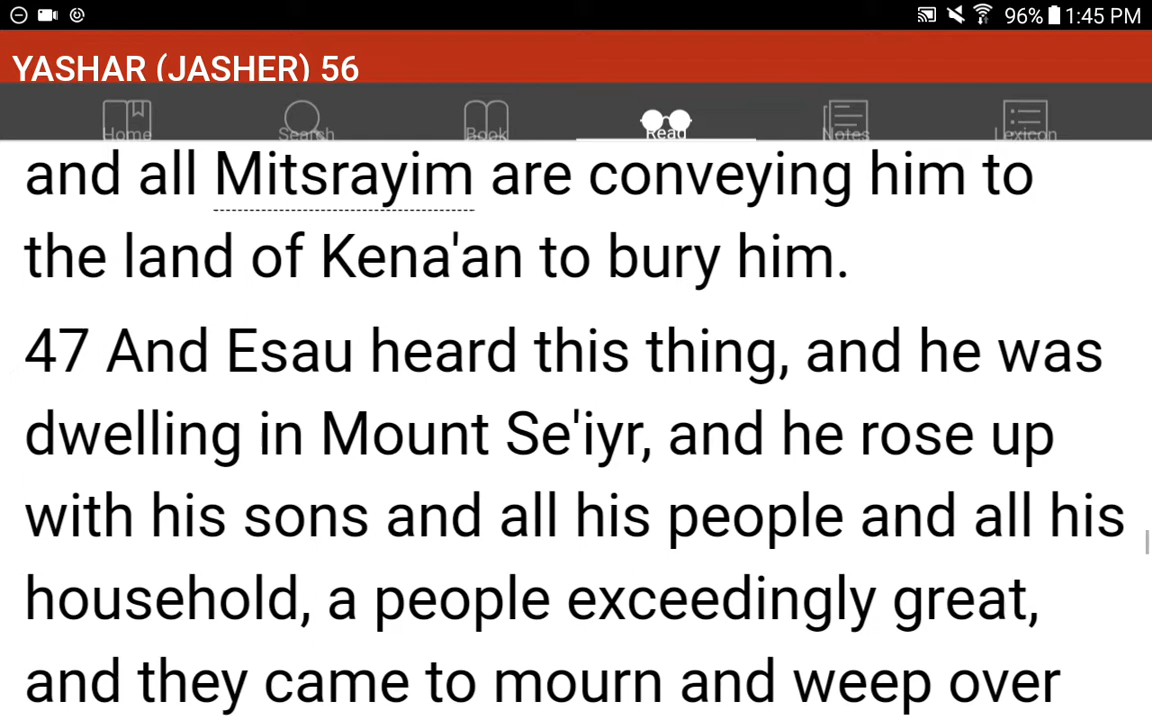 96% 1:45 PM
YASHAR (JASHER) 56
Home Search Book Read Notes Lexicon
and all Mitsrayim are conveying him to
the land of Kena'an to bury him.
47 And Esau heard this thing, and he was
dwelling in Mount Se'iyr, and he rose up
with his sons and all his people and all his
household, a people exceedingly great,
and they came to mourn and weep over